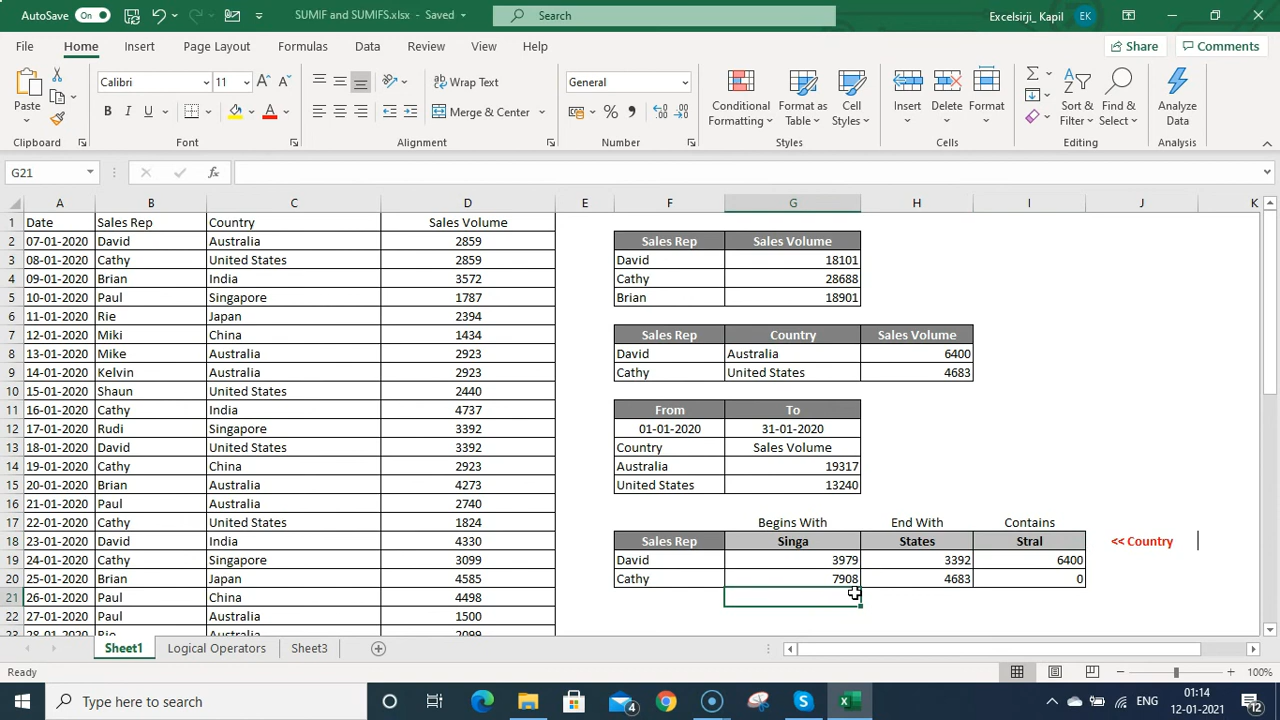 AutoSave On SUMIF and SUMIFS.xlsx - Saved Search Excelsirji_ Kapil EK
File Home Insert Page Layout Formulas Data Review View Help Share Comments
Paste Calibri 11 Wrap Text General Conditional Formatting Format as Table Cell Styles Insert Delete Format Sort & Filter Find & Select Analyze Data
B I U Merge & Center
Clipboard Font Alignment Number Styles Cells Editing Analysis
G21 fx
A B C D E F G H I J K
1 Date Sales Rep Country Sales Volume
2 07-01-2020 David Australia 2859 Sales Rep Sales Volume
3 08-01-2020 Cathy United States 2859 David 18101
4 09-01-2020 Brian India 3572 Cathy 28688
5 10-01-2020 Paul Singapore 1787 Brian 18901
6 11-01-2020 Rie Japan 2394
7 12-01-2020 Miki China 1434 Sales Rep Country Sales Volume
8 13-01-2020 Mike Australia 2923 David Australia 6400
9 14-01-2020 Kelvin Australia 2923 Cathy United States 4683
10 15-01-2020 Shaun United States 2440
11 16-01-2020 Cathy India 4737 From To
12 17-01-2020 Rudi Singapore 3392 01-01-2020 31-01-2020
13 18-01-2020 David United States 3392 Country Sales Volume
14 19-01-2020 Cathy China 2923 Australia 19317
15 20-01-2020 Brian Australia 4273 United States 13240
16 21-01-2020 Paul Australia 2740
17 22-01-2020 Cathy United States 1824 Begins With End With Contains
18 23-01-2020 David India 4330 Sales Rep Singa States Stral << Country
19 24-01-2020 Cathy Singapore 3099 David 3979 3392 6400
20 25-01-2020 Brian Japan 4585 Cathy 7908 4683 0
21 26-01-2020 Paul China 4498
22 27-01-2020 Paul Australia 1500
23 28-01-2020 Rie Australia 2099
Sheet1 Logical Operators Sheet3
Ready 100%
Type here to search 4 ENG 01:14
12-01-2021 12